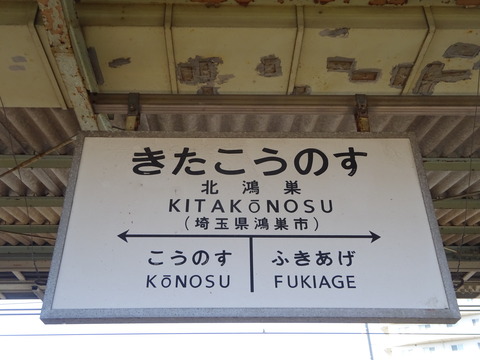 きたこうのす
北鴻巣
KITAKŌNOSU
(埼玉県鴻巣市)
こうのす ふきあげ
KŌNOSU FUKIAGE